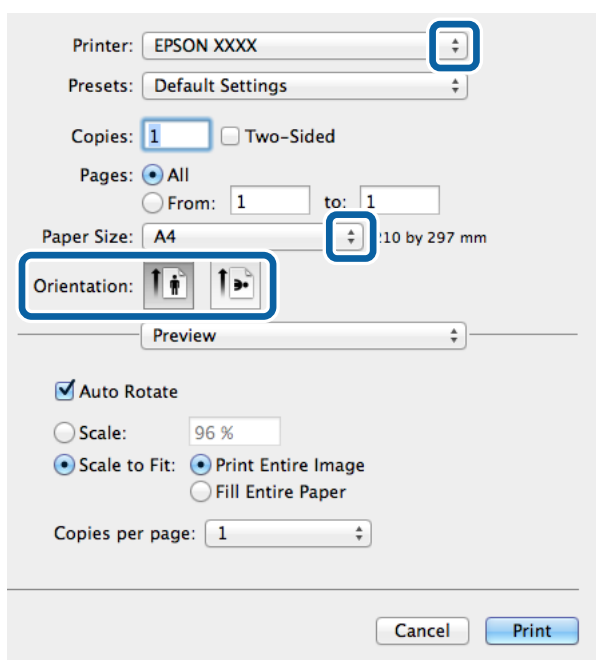 Printer: EPSON XXXX
Presets: Default Settings
Copies: 1 Two-Sided
Pages: All
From: 1 to: 1
Paper Size: A4 210 by 297 mm
Orientation:
Preview
Auto Rotate
Scale: 96 %
Scale to Fit: Print Entire Image
Fill Entire Paper
Copies per page: 1
Cancel Print